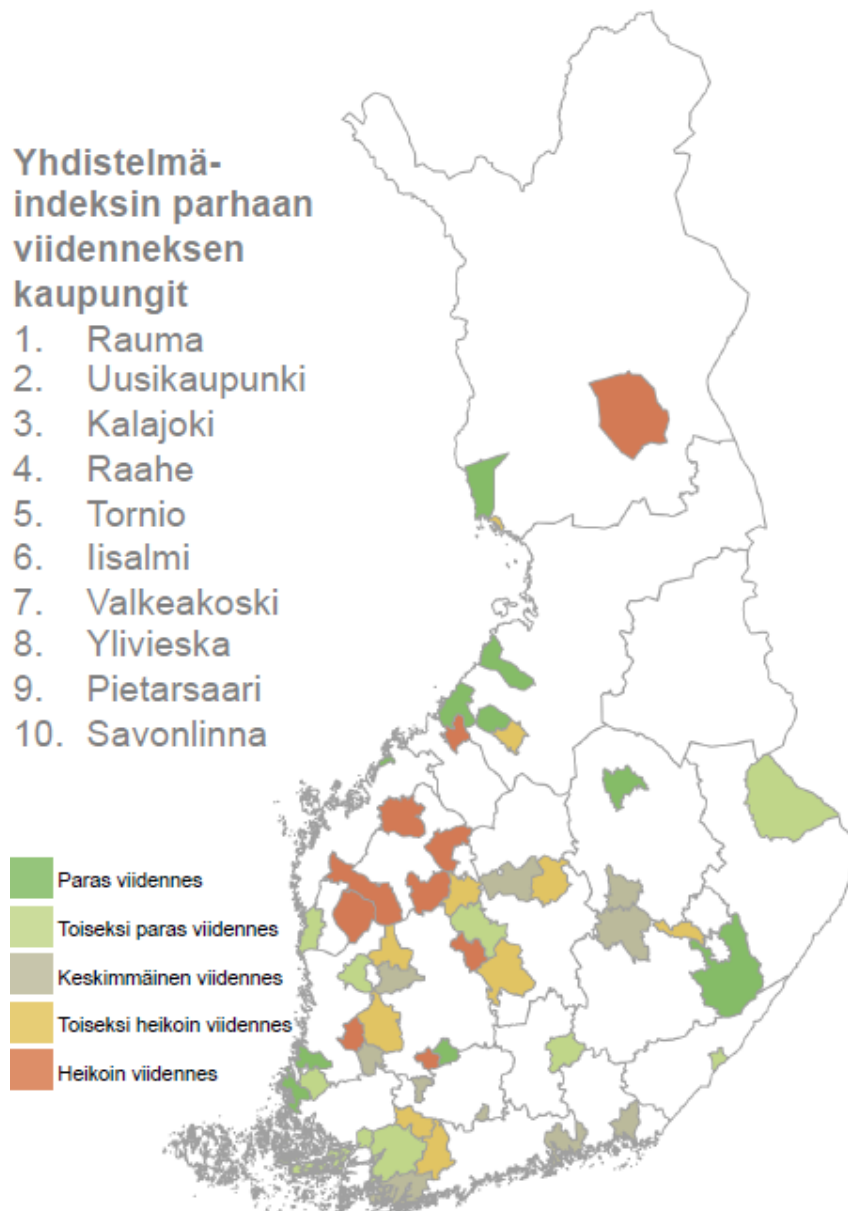 Yhdistelmä-
indeksin parhaan
viidenneksen
kaupungit
1. Rauma
2. Uusikaupunki
3. Kalajoki
4. Raahe
5. Tornio
6. Iisalmi
7. Valkeakoski
8. Ylivieska
9. Pietarsaari
10. Savonlinna
Paras viidennes
Toiseksi paras viidennes
Keskimmäinen viidennes
Toiseksi heikoin viidennes
Heikoin viidennes